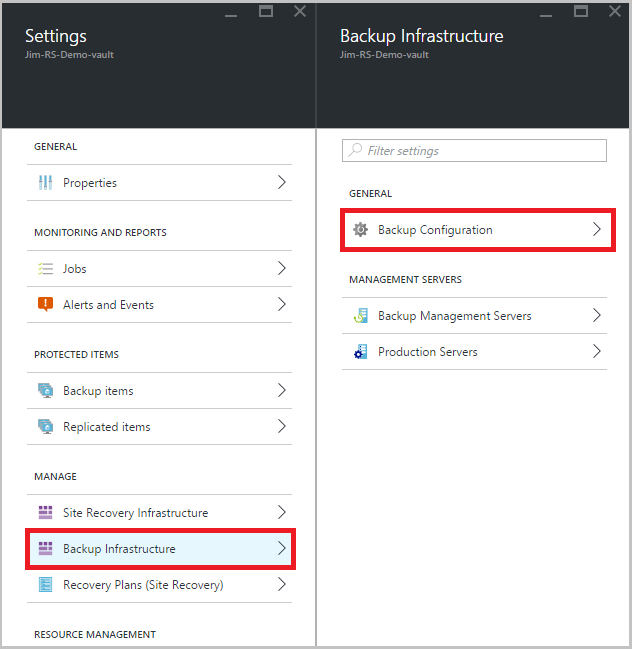 Settings
Jim-RS-Demo-vault
GENERAL
Properties
MONITORING AND REPORTS
Jobs
Alerts and Events
PROTECTED ITEMS
Backup items
Replicated items
MANAGE
Site Recovery Infrastructure
Backup Infrastructure
Recovery Plans (Site Recovery)
RESOURCE MANAGEMENT
Backup Infrastructure
Jim-RS-Demo-vault
Filter settings
GENERAL
Backup Configuration
MANAGEMENT SERVERS
Backup Management Servers
Production Servers